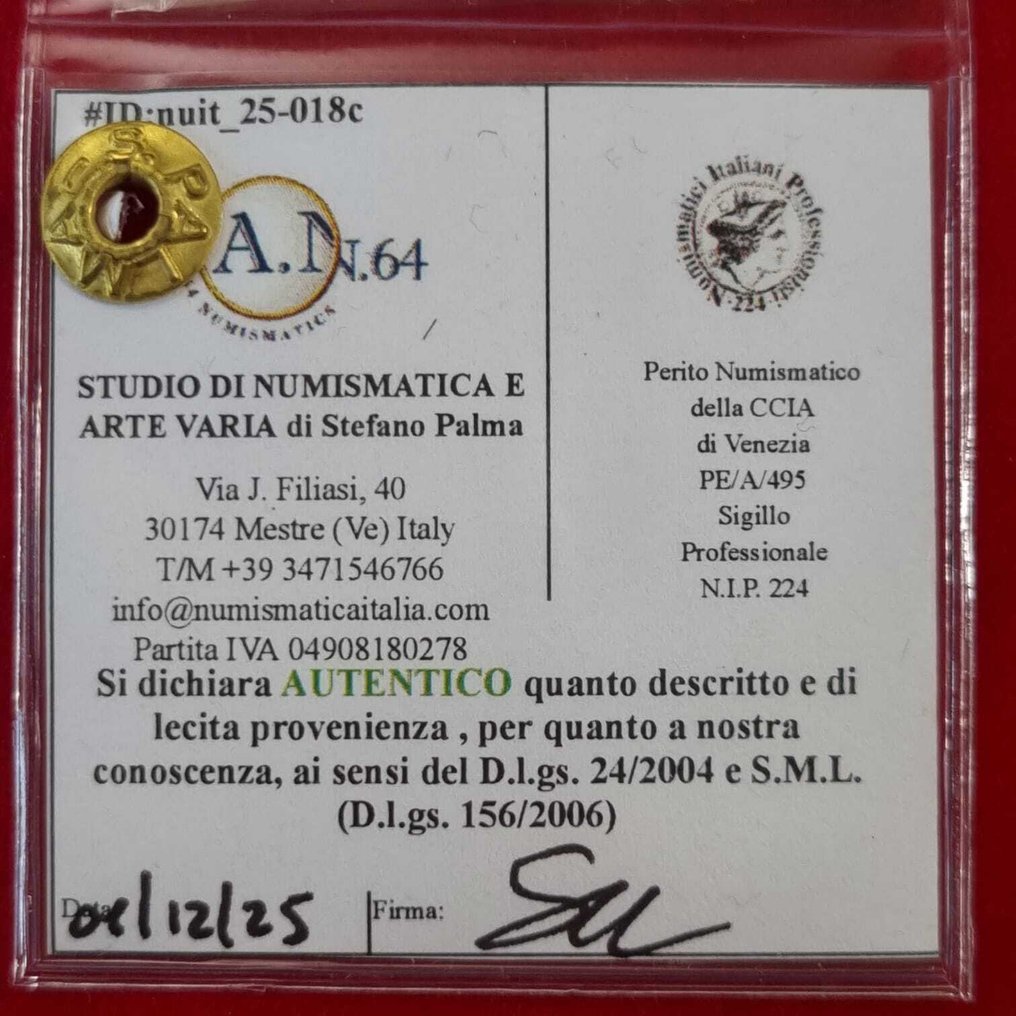 #ID:nuit_25-018c
A.N.64
NUMISMATICS
STUDIO DI NUMISMATICA E
ARTE VARIA di Stefano Palma
Via J. Filiasi, 40
30174 Mestre (Ve) Italy
T/M +39 3471546766
info@numismaticaitalia.com
Partita IVA 04908180278
Numismatici Italiani Professionisti
· 224 ·
Perito Numismatico
della CCIA
di Venezia
PE/A/495
Sigillo
Professionale
N.I.P. 224
Si dichiara AUTENTICO quanto descritto e di
lecita provenienza , per quanto a nostra
conoscenza, ai sensi del D.l.gs. 24/2004 e S.M.L.
(D.l.gs. 156/2006)
Data
/12/25
Firma: